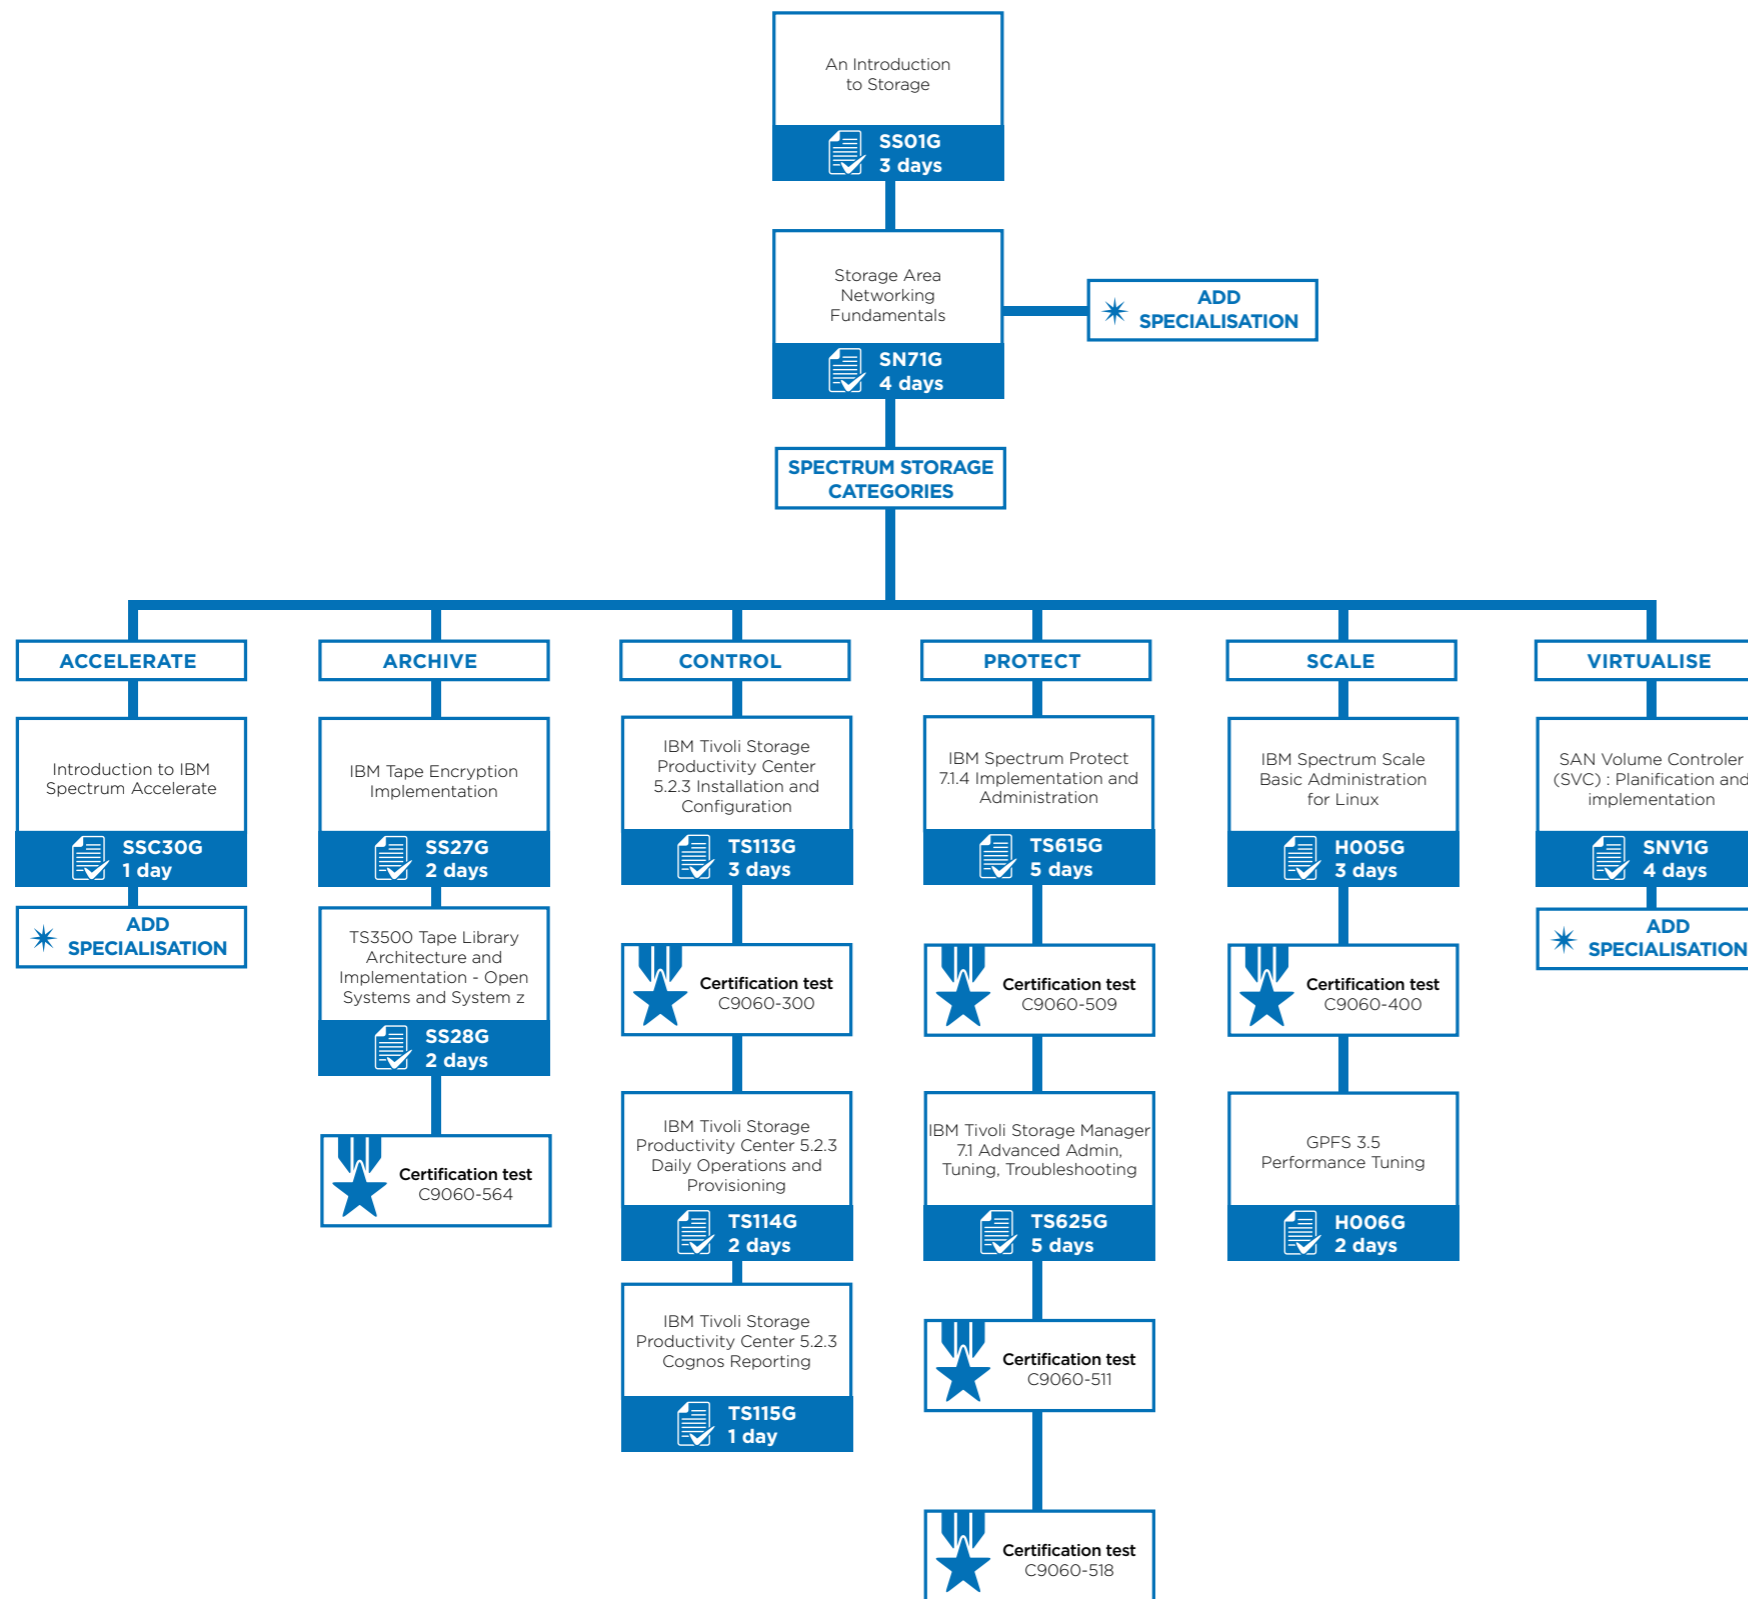 An Introduction
to Storage
SS01G
3 days
Storage Area
Networking
Fundamentals
SN71G
4 days
ADD
SPECIALISATION
SPECTRUM STORAGE
CATEGORIES
ACCELERATE
Introduction to IBM
Spectrum Accelerate
SSC30G
1 day
ADD
SPECIALISATION
ARCHIVE
IBM Tape Encryption
Implementation
SS27G
2 days
TS3500 Tape Library
Architecture and
Implementation - Open
Systems and System z
SS28G
2 days
Certification test
C9060-564
CONTROL
IBM Tivoli Storage
Productivity Center
5.2.3 Installation and
Configuration
TS113G
3 days
Certification test
C9060-300
IBM Tivoli Storage
Productivity Center 5.2.3
Daily Operations and
Provisioning
TS114G
2 days
IBM Tivoli Storage
Productivity Center 5.2.3
Cognos Reporting
TS115G
1 day
PROTECT
IBM Spectrum Protect
7.1.4 Implementation and
Administration
TS615G
5 days
Certification test
C9060-509
IBM Tivoli Storage Manager
7.1 Advanced Admin,
Tuning, Troubleshooting
TS625G
5 days
Certification test
C9060-511
Certification test
C9060-518
SCALE
IBM Spectrum Scale
Basic Administration
for Linux
H005G
3 days
Certification test
C9060-400
GPFS 3.5
Performance Tuning
H006G
2 days
VIRTUALISE
SAN Volume Controler
(SVC) : Planification and
implementation
SNV1G
4 days
ADD
SPECIALISATION